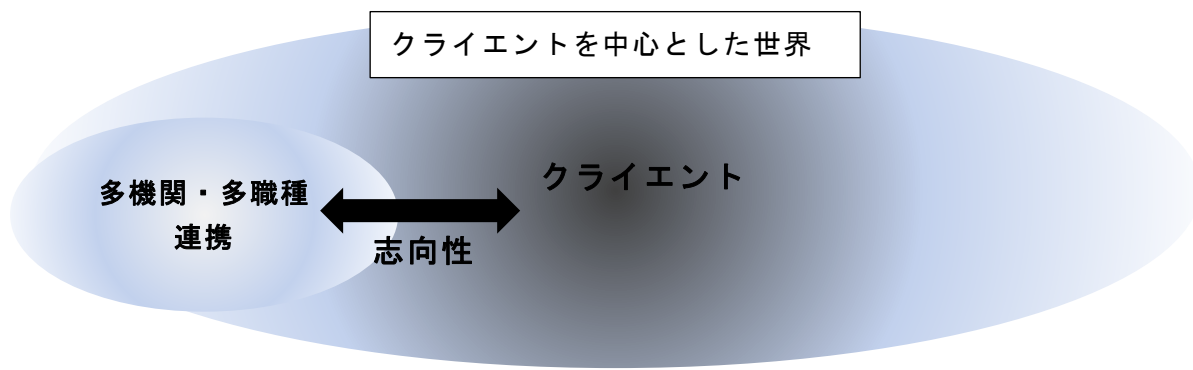 クライエントを中心とした世界
クライエント
多機関・多職種
連携
志向性